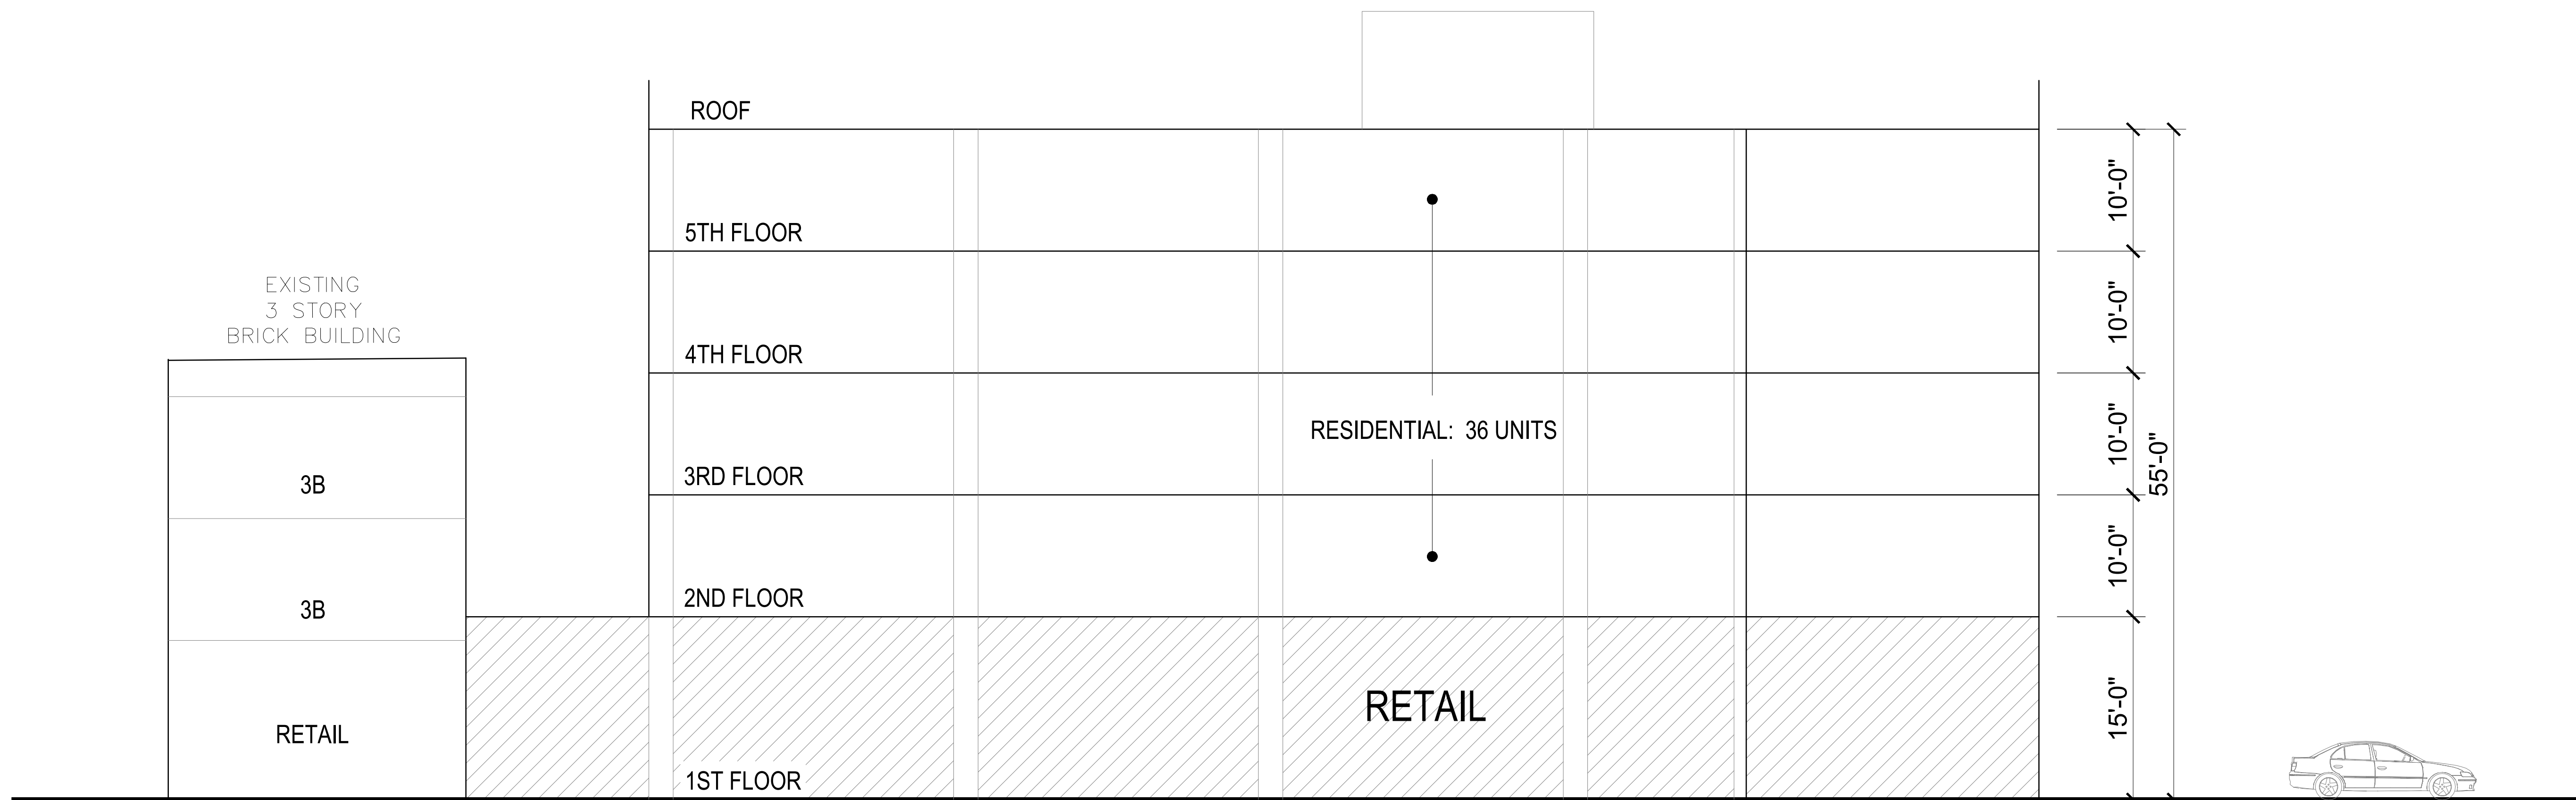 ROOF
5TH FLOOR
4TH FLOOR
3RD FLOOR
2ND FLOOR
1ST FLOOR
EXISTING
3 STORY
BRICK BUILDING
3B
3B
RETAIL
RESIDENTIAL: 36 UNITS
RETAIL
10'-0"
10'-0"
10'-0"
10'-0"
15'-0"
55'-0"